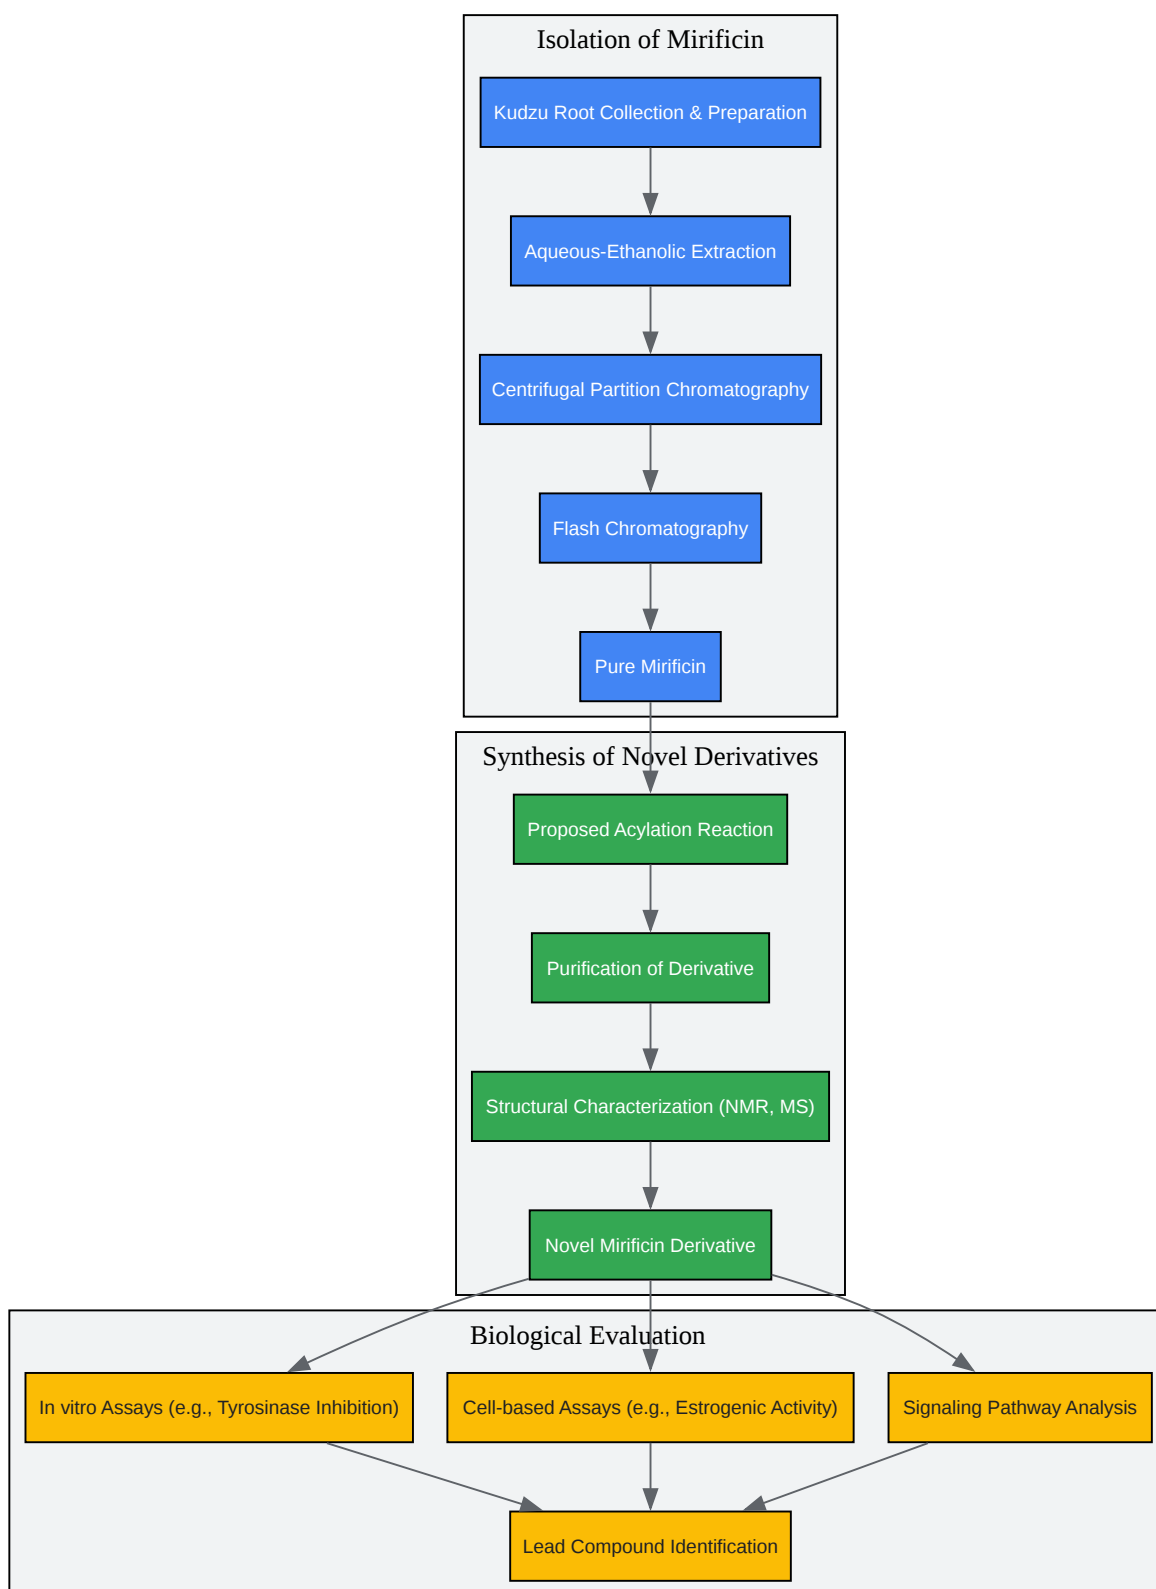 Isolation of Mirificin
Kudzu Root Collection & Preparation
Aqueous-Ethanolic Extraction
Centrifugal Partition Chromatography
Flash Chromatography
Pure Mirificin
Synthesis of Novel Derivatives
Proposed Acylation Reaction
Purification of Derivative
Structural Characterization (NMR, MS)
Novel Mirificin Derivative
Biological Evaluation
In vitro Assays (e.g., Tyrosinase Inhibition)
Cell-based Assays (e.g., Estrogenic Activity)
Signaling Pathway Analysis
Lead Compound Identification